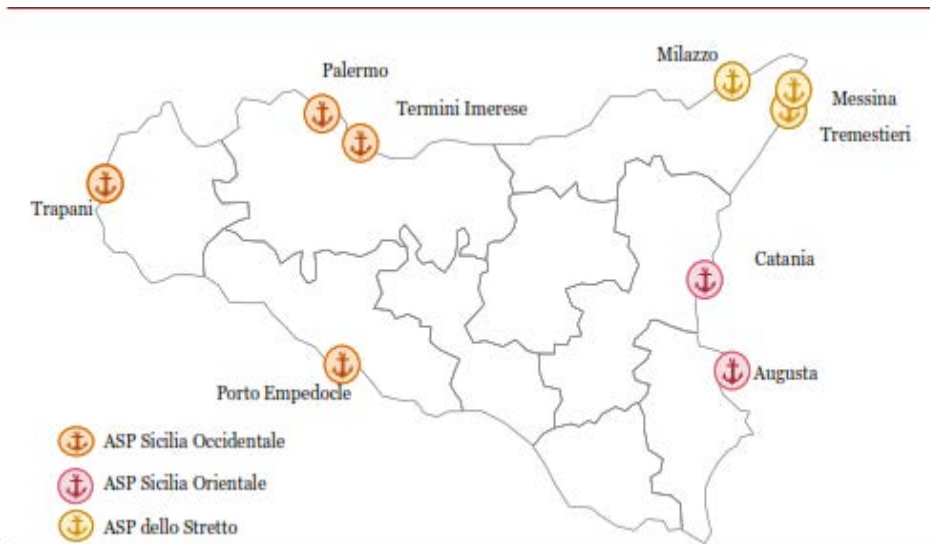 Milazzo
Palermo
Messina
Termini Imerese
Tremestieri
Trapani
Catania
Augusta
Porto Empedocle
ASP Sicilia Occidentale
ASP Sicilia Orientale
ASP dello Stretto